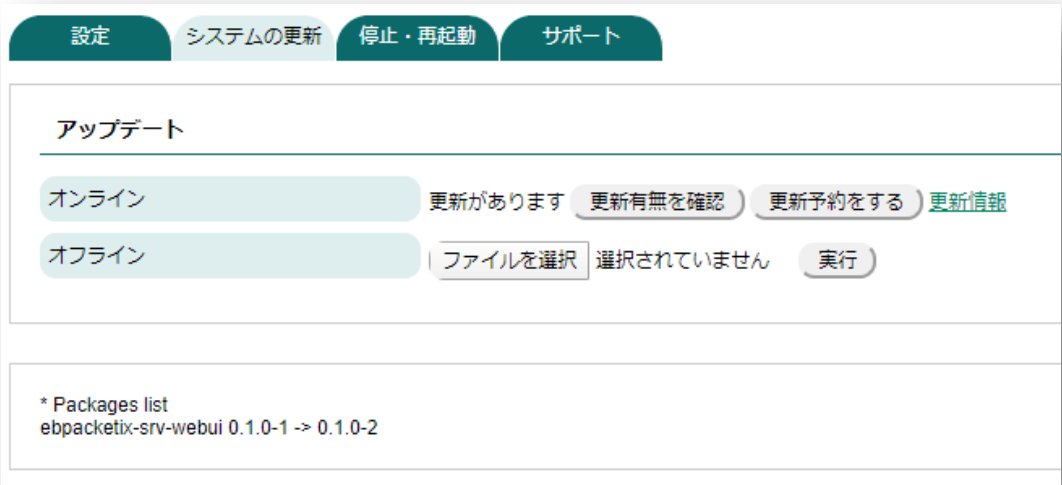 設定 システムの更新 停止・再起動 サポート
アップデート
オンライン 更新があります 更新有無を確認 更新予約をする 更新情報
オフライン ファイルを選択 選択されていません 実行
* Packages list
ebpacketix-srv-webui 0.1.0-1 -> 0.1.0-2